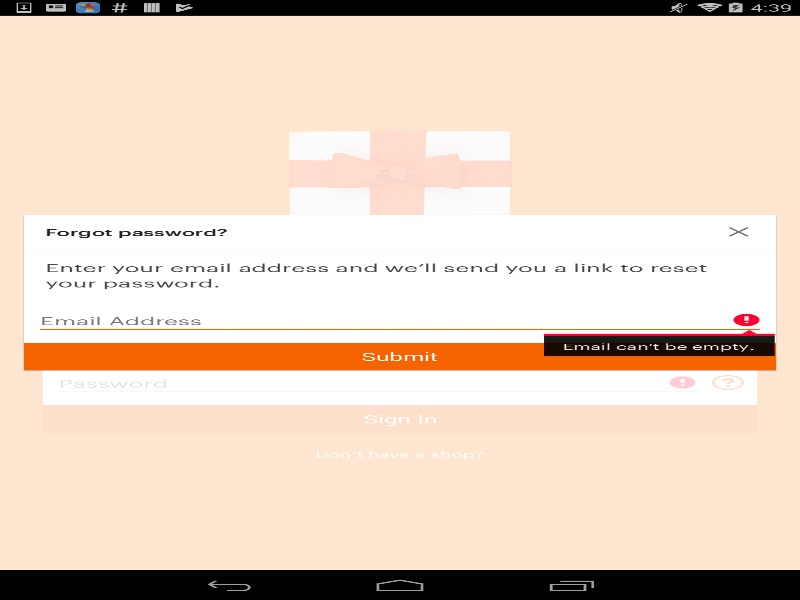 4:39
Forgot password?
Enter your email address and we'll send you a link to reset
your password.
Email Address
Email can't be empty.
Submit
Password
Sign In
Don't have a shop?